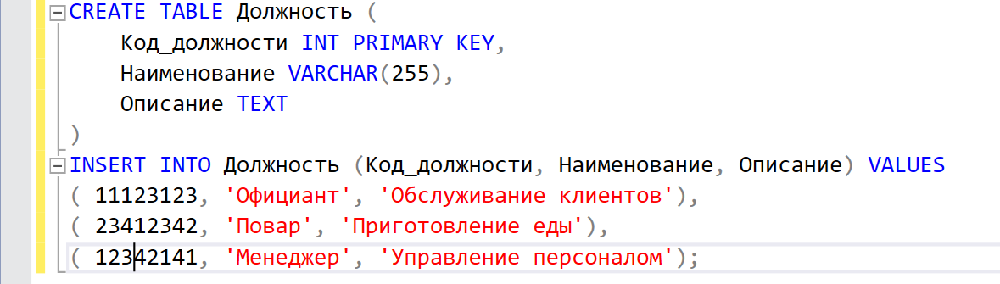 CREATE TABLE Должность (
Код_должности INT PRIMARY KEY,
Наименование VARCHAR(255),
Описание TEXT
)
INSERT INTO Должность (Код_должности, Наименование, Описание) VALUES
( 11123123, 'Официант', 'Обслуживание клиентов'),
( 23412342, 'Повар', 'Приготовление еды'),
( 12342141, 'Менеджер', 'Управление персоналом');